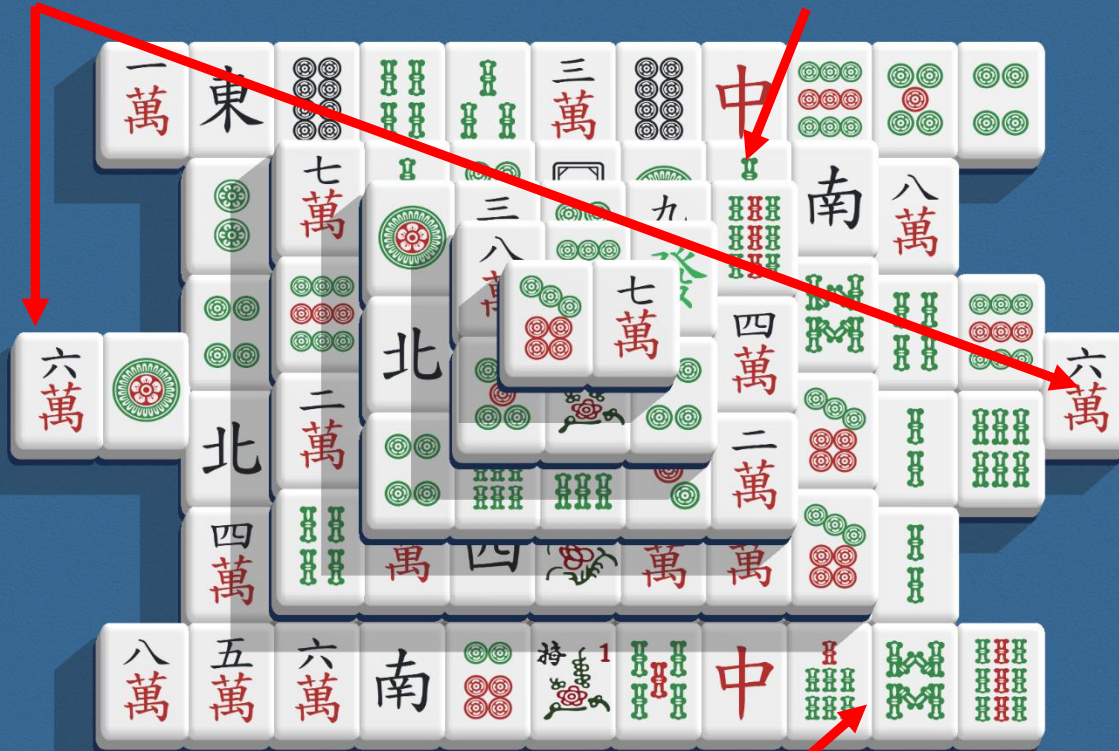 一萬 東 三萬 中
七萬 南 八萬
三 九
八萬 發
七萬
四萬
北
六萬 六萬
二萬
北 二萬
四萬 萬 四 萬 萬
八萬 五萬 六萬 南 1 中